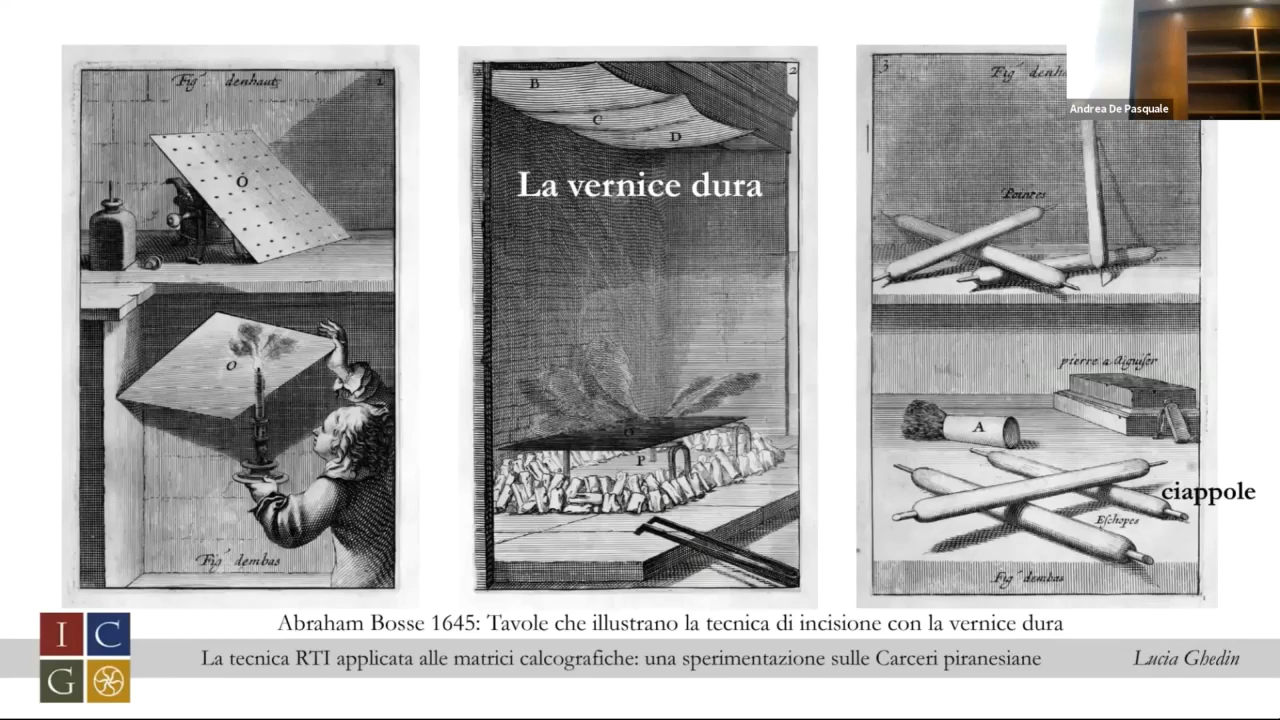 Andrea De Pasquale
Fig.e denhaut
1
O
O
Fig.e dembas
2
B
C
D
La vernice dura
O
P
3
Pointes
pierre a aiguiser
A
ciappole
Eschopes
Fig.e dembas
Abraham Bosse 1645: Tavole che illustrano la tecnica di incisione con la vernice dura
La tecnica RTI applicata alle matrici calcografiche: una sperimentazione sulle Carceri piranesiane
Lucia Ghedin
I C
G